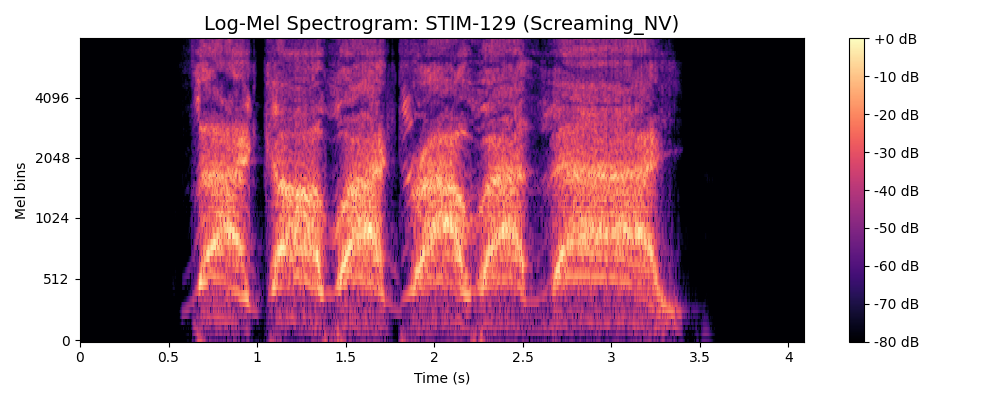 Log-Mel Spectrogram: STIM-129 (Screaming_NV)
+0 dB
-10 dB
-20 dB
-30 dB
-40 dB
-50 dB
-60 dB
-70 dB
-80 dB
Mel bins
4096
2048
1024
512
0
0 0.5 1 1.5 2 2.5 3 3.5 4
Time (s)